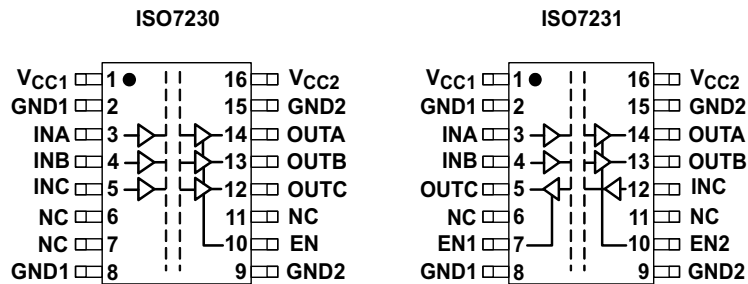 ISO7230
ISO7231
VCC1 1 16 VCC2
GND1 2 15 GND2
INA 3 14 OUTA
INB 4 13 OUTB
INC 5 12 OUTC
NC 6 11 NC
NC 7 10 EN
GND1 8 9 GND2
VCC1 1 16 VCC2
GND1 2 15 GND2
INA 3 14 OUTA
INB 4 13 OUTB
OUTC 5 12 INC
NC 6 11 NC
EN1 7 10 EN2
GND1 8 9 GND2